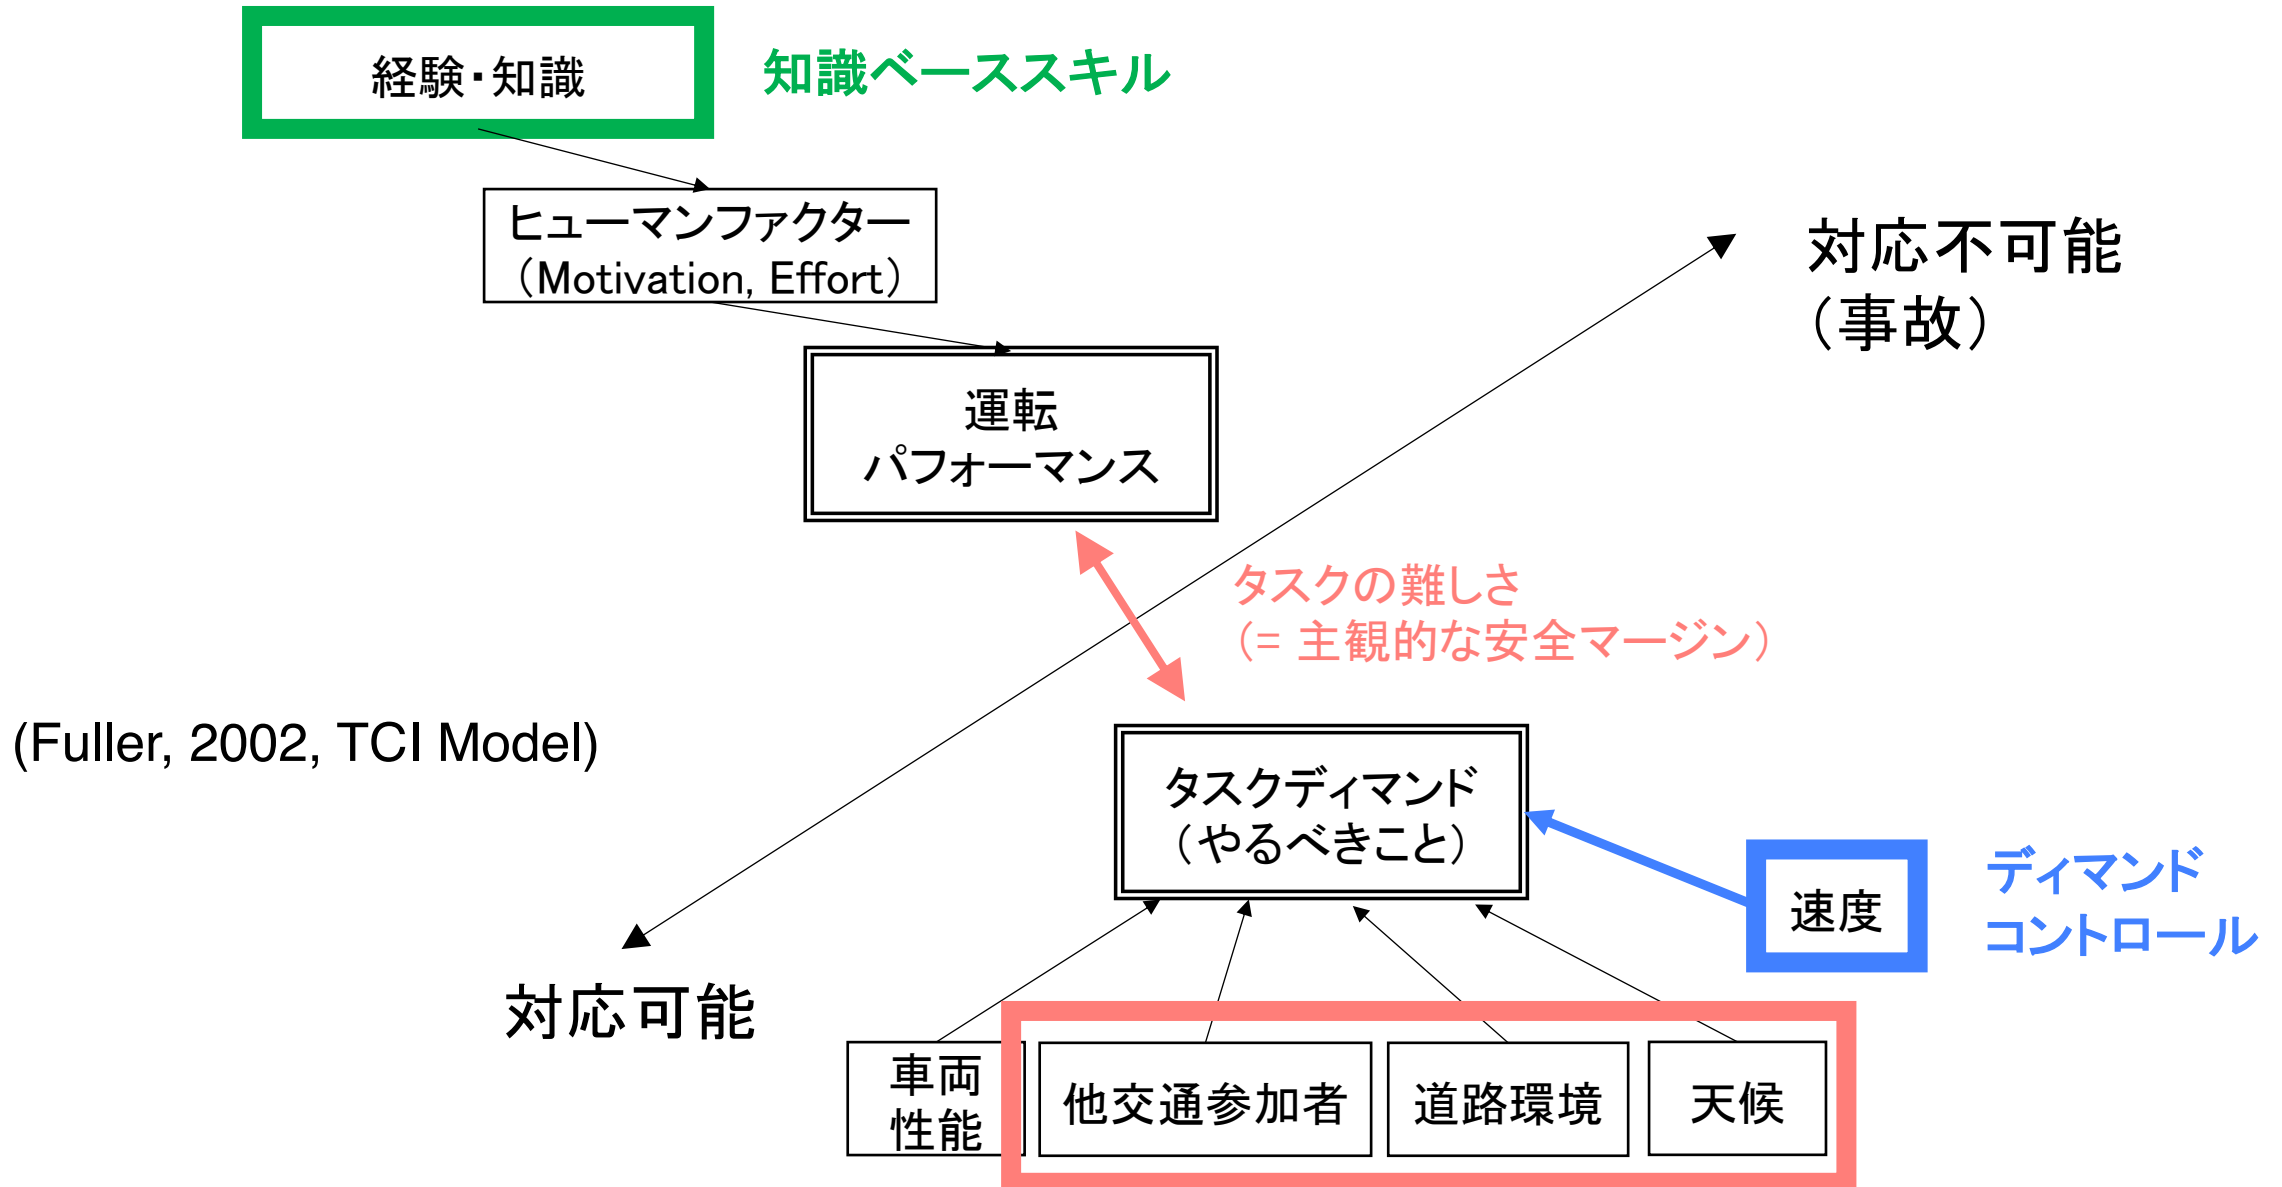 経験・知識
知識ベーススキル
ヒューマンファクター
（Motivation, Effort）
対応不可能
（事故）
運転
パフォーマンス
タスクの難しさ
（= 主観的な安全マージン）
(Fuller, 2002, TCI Model)
タスクディマンド
（やるべきこと）
速度
ディマンド
コントロール
対応可能
車両
性能
他交通参加者
道路環境
天候